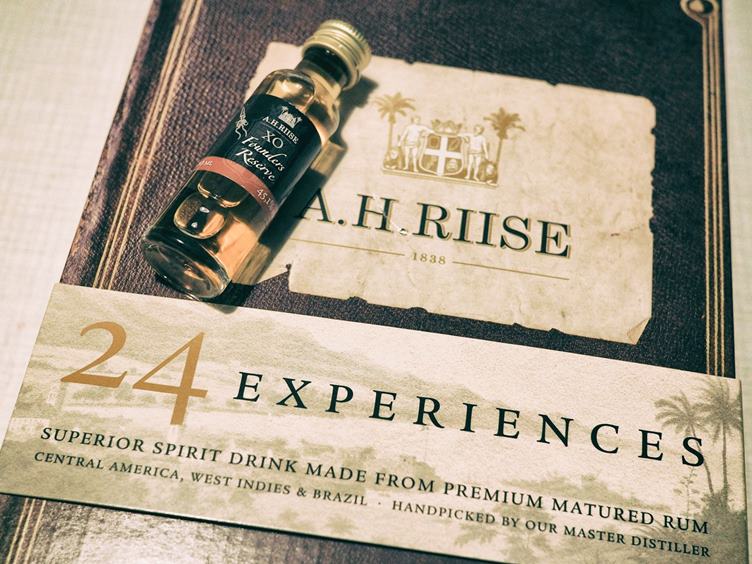 A.H.RIISE
XO
Founders
Reserve
A.H.RIISE
1838
24 EXPERIENCES
SUPERIOR SPIRIT DRINK MADE FROM PREMIUM MATURED RUM
CENTRAL AMERICA, WEST INDIES & BRAZIL · HANDPICKED BY OUR MASTER DISTILLER